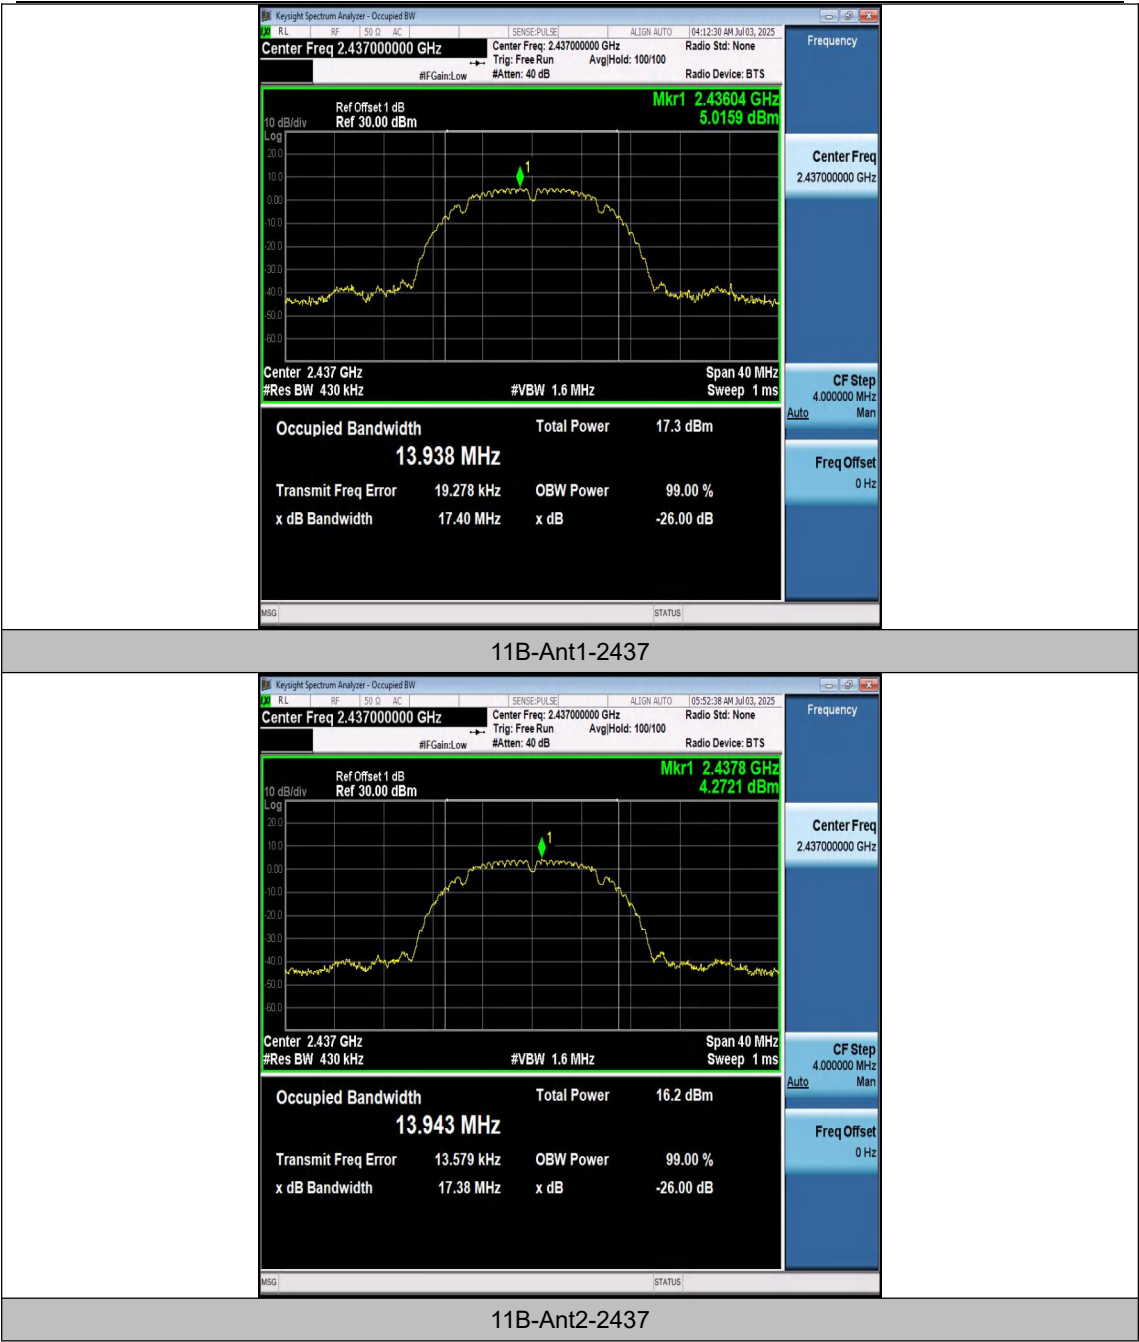 Keysight Spectrum Analyzer - Occupied BW
RL RF 50 Ω AC SENSE:PULSE ALIGN AUTO 04:12:30 AM Jul 03, 2025
Center Freq 2.437000000 GHz Center Freq: 2.437000000 GHz Radio Std: None Frequency
Trig: Free Run Avg|Hold: 100/100
#IFGain:Low #Atten: 40 dB Radio Device: BTS
Mkr1 2.43604 GHz
5.0159 dBm
Ref Offset 1 dB
10 dB/div Ref 30.00 dBm
Log
20.0
10.0
0.00
-10.0
-20.0
-30.0
-40.0
-50.0
-60.0
1
Center Freq
2.437000000 GHz
Center 2.437 GHz Span 40 MHz
#Res BW 430 kHz #VBW 1.6 MHz Sweep 1 ms
CF Step
4.000000 MHz
Auto Man
Occupied Bandwidth Total Power 17.3 dBm
13.938 MHz
Freq Offset
0 Hz
Transmit Freq Error 19.278 kHz OBW Power 99.00 %
x dB Bandwidth 17.40 MHz x dB -26.00 dB
MSG STATUS
11B-Ant1-2437
Keysight Spectrum Analyzer - Occupied BW
RL RF 50 Ω AC SENSE:PULSE ALIGN AUTO 05:52:38 AM Jul 03, 2025
Center Freq 2.437000000 GHz Center Freq: 2.437000000 GHz Radio Std: None Frequency
Trig: Free Run Avg|Hold: 100/100
#IFGain:Low #Atten: 40 dB Radio Device: BTS
Mkr1 2.4378 GHz
4.2721 dBm
Ref Offset 1 dB
10 dB/div Ref 30.00 dBm
Log
20.0
10.0
0.00
-10.0
-20.0
-30.0
-40.0
-50.0
-60.0
1
Center Freq
2.437000000 GHz
Center 2.437 GHz Span 40 MHz
#Res BW 430 kHz #VBW 1.6 MHz Sweep 1 ms
CF Step
4.000000 MHz
Auto Man
Occupied Bandwidth Total Power 16.2 dBm
13.943 MHz
Freq Offset
0 Hz
Transmit Freq Error 13.579 kHz OBW Power 99.00 %
x dB Bandwidth 17.38 MHz x dB -26.00 dB
MSG STATUS
11B-Ant2-2437